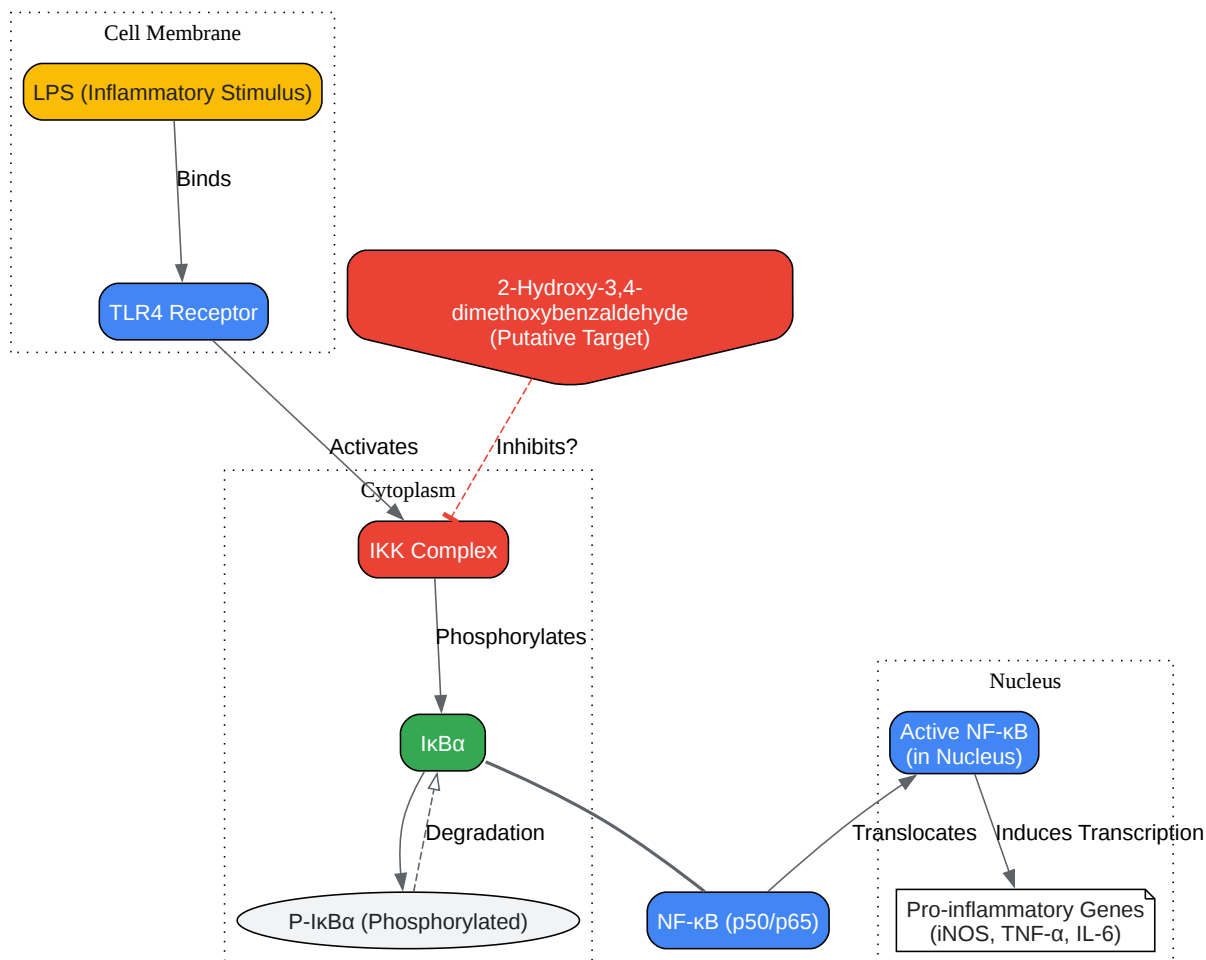 Cell Membrane
LPS (Inflammatory Stimulus)
Binds
TLR4 Receptor
2-Hydroxy-3,4-
dimethoxybenzaldehyde
(Putative Target)
Activates
Inhibits?
Cytoplasm
IKK Complex
Phosphorylates
IκBα
Degradation
P-IκBα (Phosphorylated)
NF-κB (p50/p65)
Translocates
Nucleus
Active NF-κB
(in Nucleus)
Induces Transcription
Pro-inflammatory Genes
(iNOS, TNF-α, IL-6)